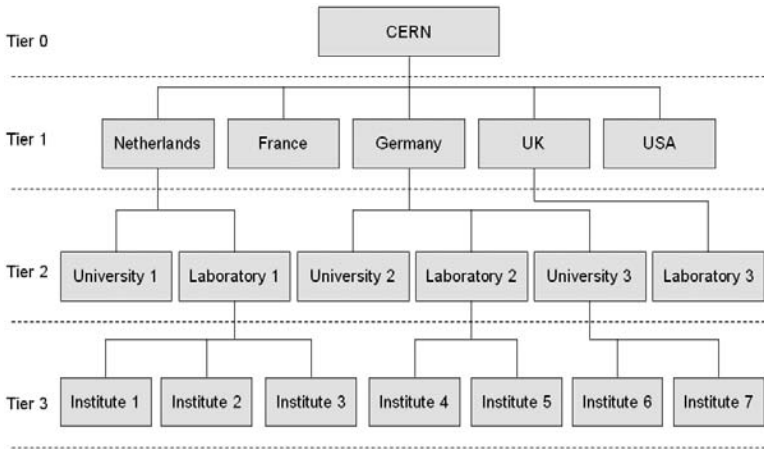 Tier 0
CERN
Tier 1
Netherlands
France
Germany
UK
USA
Tier 2
University 1
Laboratory 1
University 2
Laboratory 2
University 3
Laboratory 3
Tier 3
Institute 1
Institute 2
Institute 3
Institute 4
Institute 5
Institute 6
Institute 7